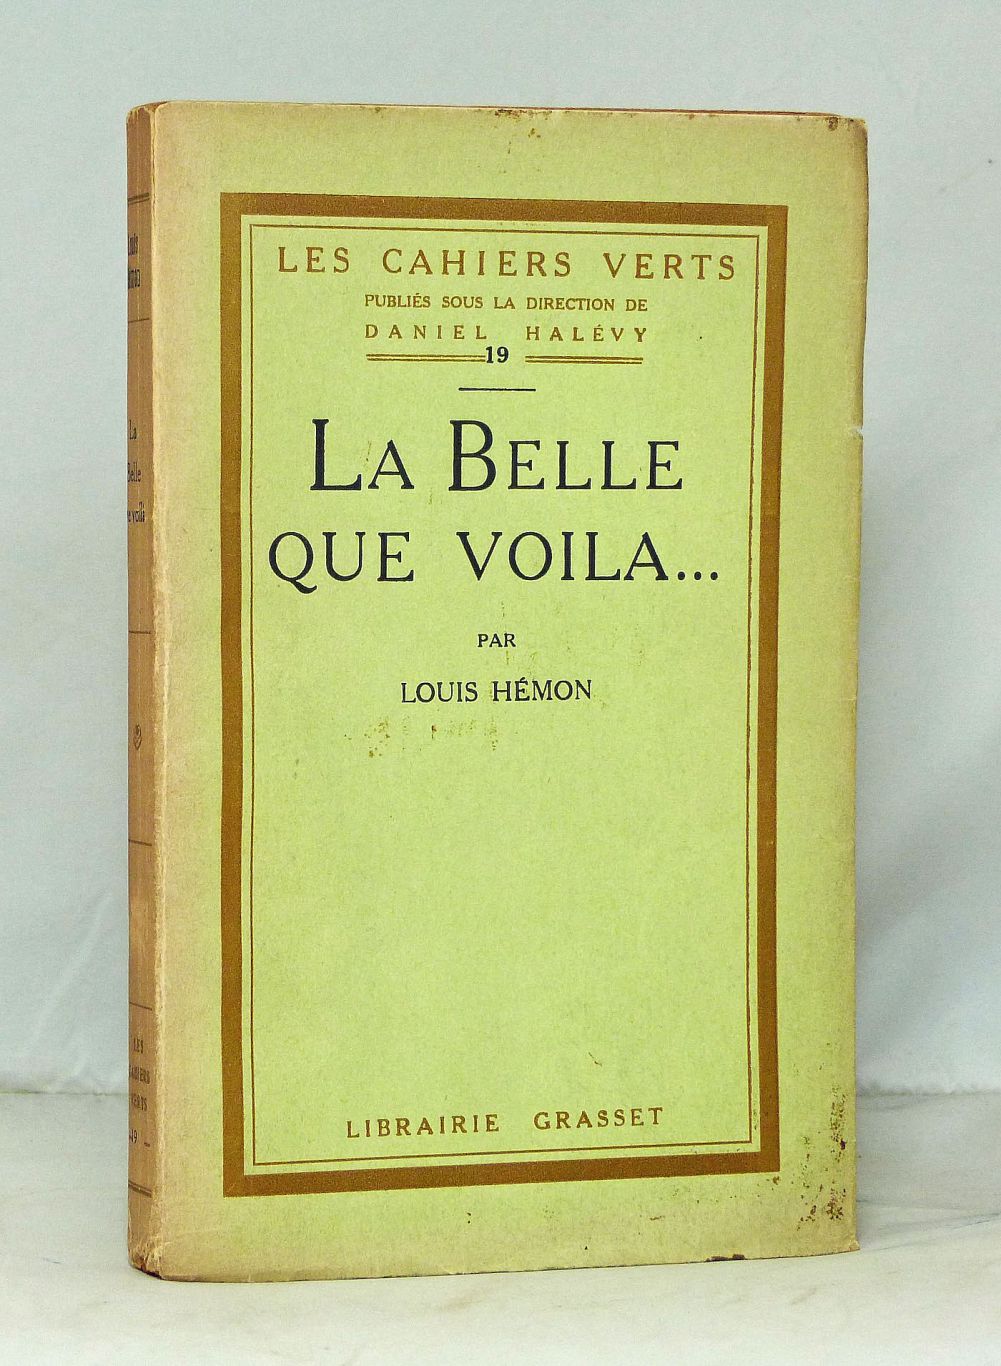 LES CAHIERS VERTS
PUBLIÉS SOUS LA DIRECTION DE
DANIEL HALÉVY
19
LA BELLE
QUE VOILA...
PAR
LOUIS HÉMON
LIBRAIRIE GRASSET
La
Belle
LES